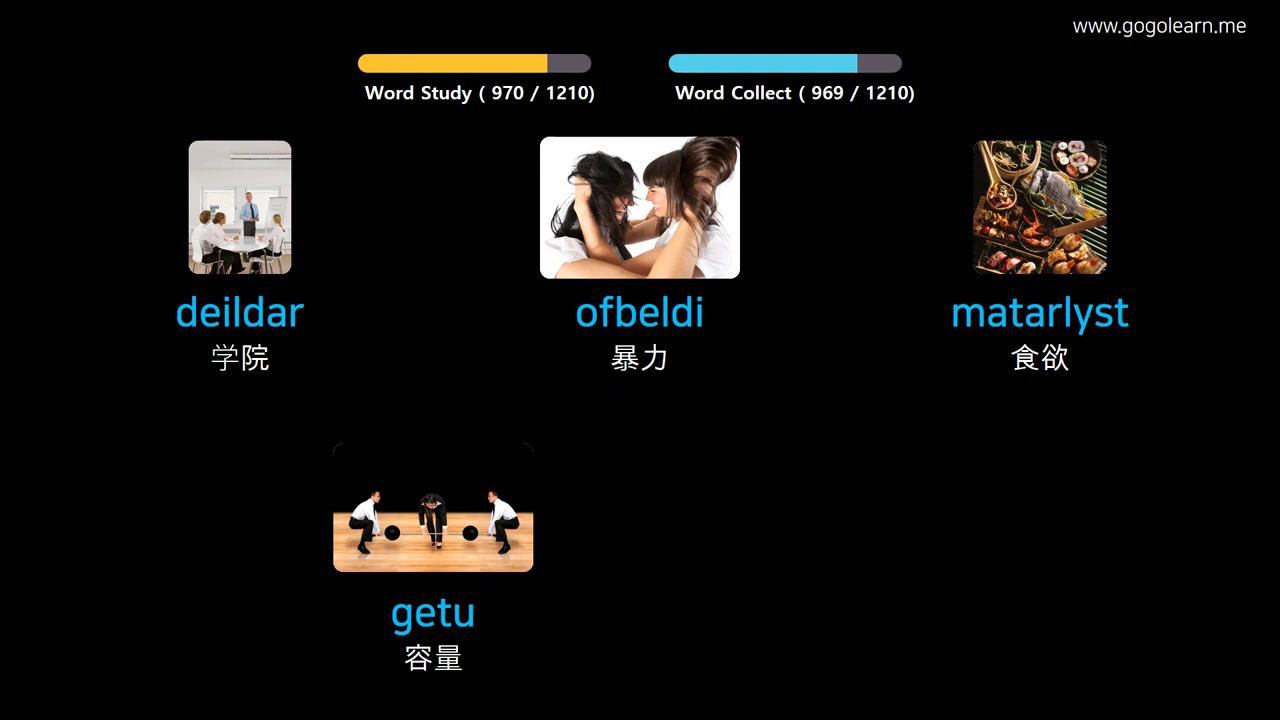 www.gogolearn.me
Word Study ( 970 / 1210)
Word Collect ( 969 / 1210)
deildar
学院
ofbeldi
暴力
matarlyst
食欲
getu
容量